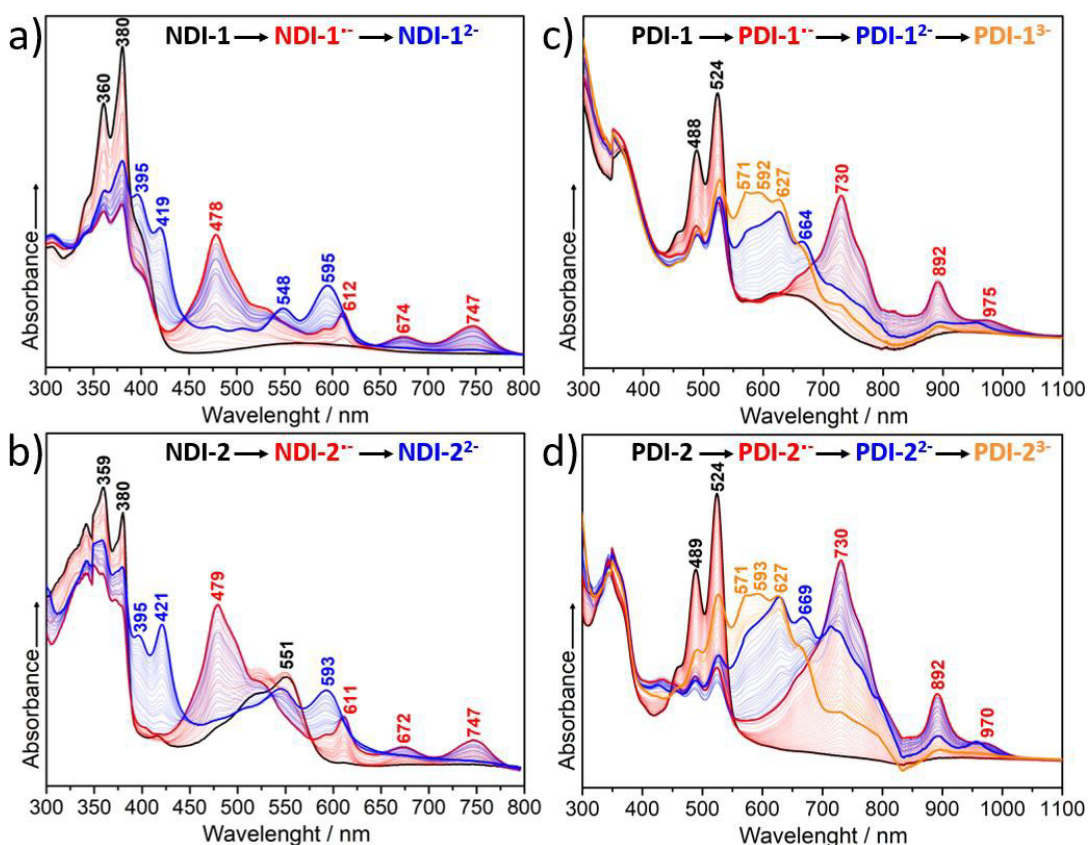 a)
NDI-1 → NDI-1•- → NDI-1²⁻
380
360
395
419
478
548
595
612
674
747
Absorbance
300 350 400 450 500 550 600 650 700 750 800
Wavelenght / nm
c)
PDI-1 → PDI-1•- → PDI-1²⁻ → PDI-1³⁻
524
488
571
592
627
664
730
892
975
Absorbance
300 400 500 600 700 800 900 1000 1100
Wavelenght / nm
b)
NDI-2 → NDI-2•- → NDI-2²⁻
359
380
395
421
479
551
593
611
672
747
Absorbance
300 350 400 450 500 550 600 650 700 750 800
Wavelenght / nm
d)
PDI-2 → PDI-2•- → PDI-2²⁻ → PDI-2³⁻
524
489
571
593
627
669
730
892
970
Absorbance
300 400 500 600 700 800 900 1000 1100
Wavelenght / nm